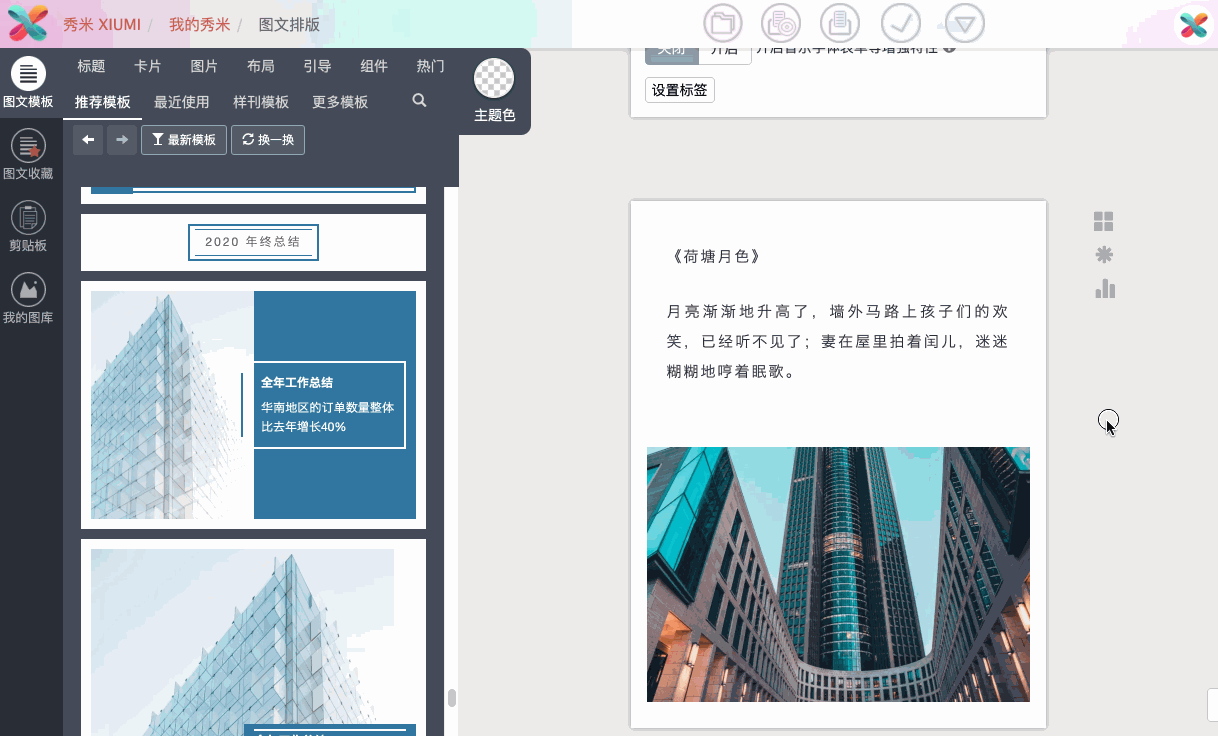 秀米 XIUMI / 我的秀米 / 图文排版
图文模板
图文收藏
剪贴板
我的图库
标题 卡片 图片 布局 引导 组件 热门
推荐模板 最近使用 样刊模板 更多模板
最新模板 换一换
主题色
2020 年终总结
全年工作总结
华南地区的订单数量整体
比去年增长40%
关闭 开启
设置标签
《荷塘月色》
月亮渐渐地升高了，墙外马路上孩子们的欢
笑，已经听不见了；妻在屋里拍着闰儿，迷迷
糊糊地哼着眠歌。